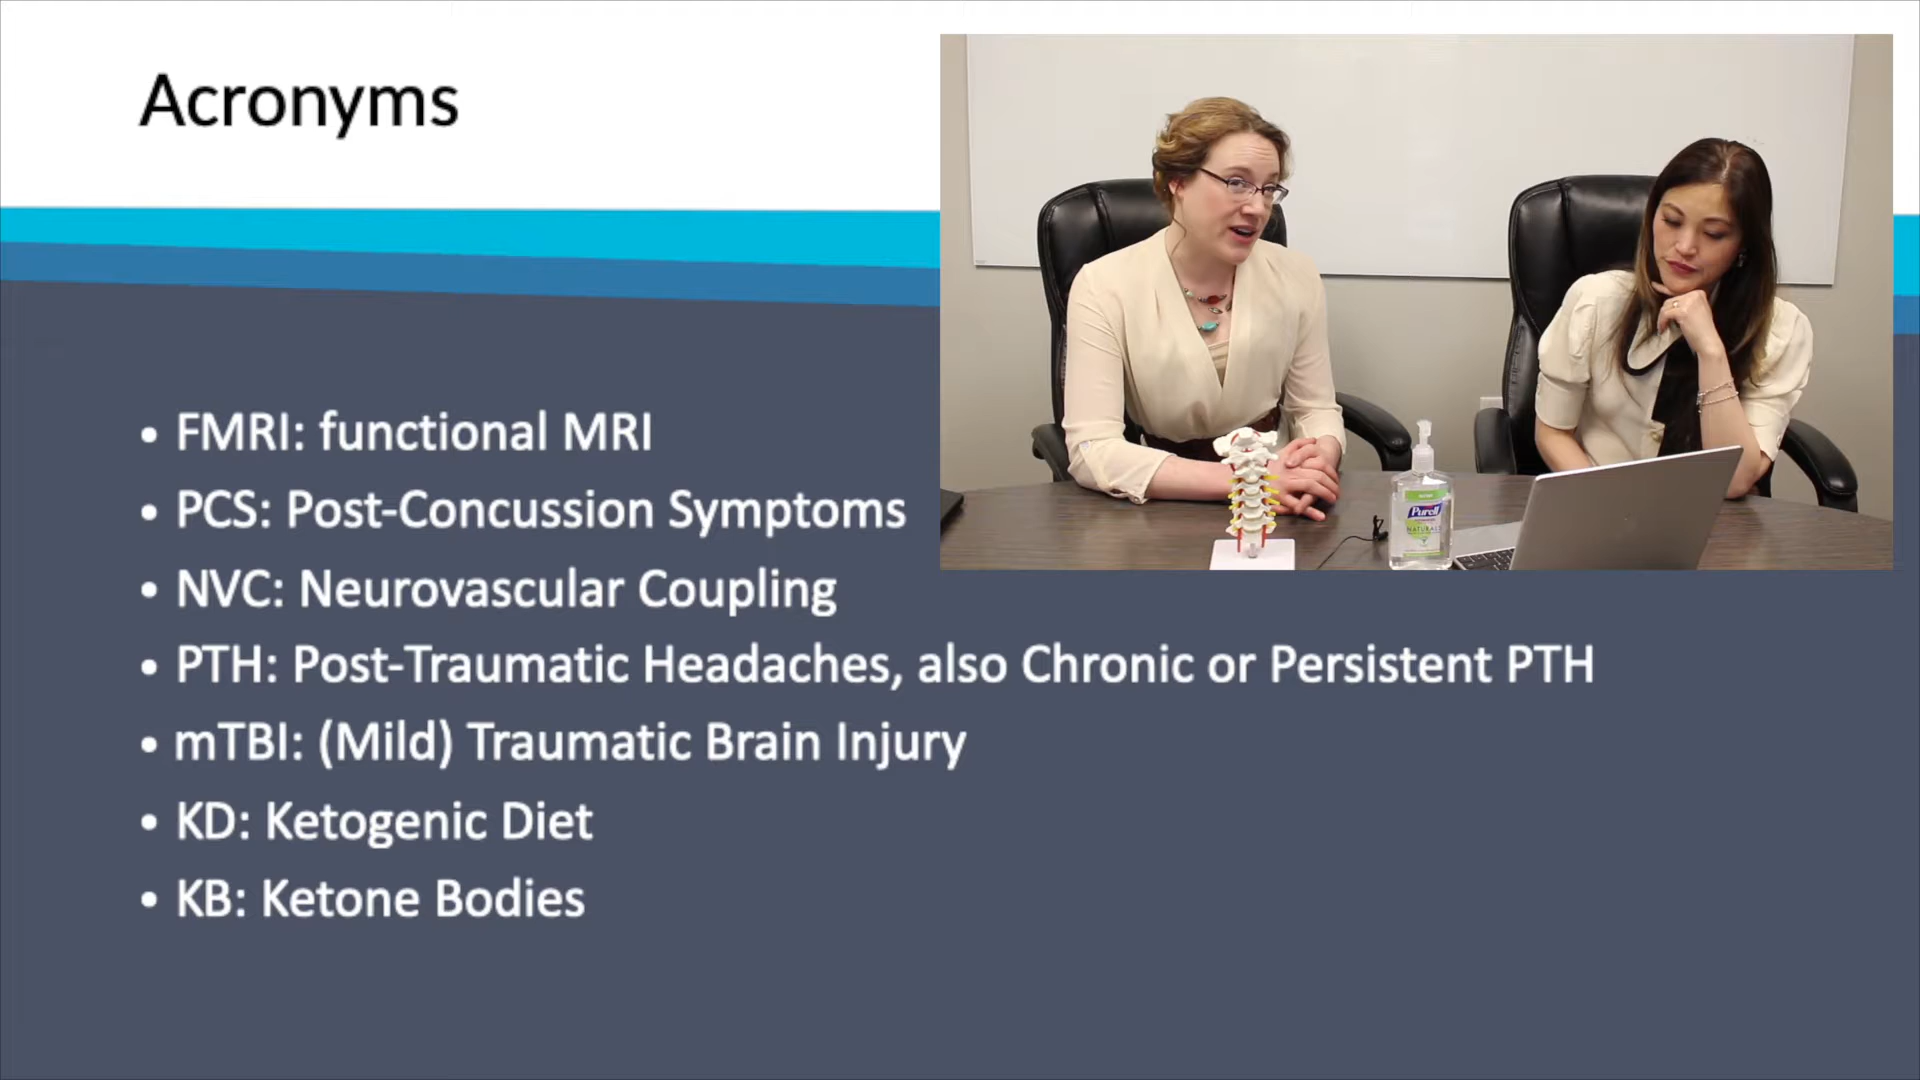 Acronyms
• FMRI: functional MRI
• PCS: Post-Concussion Symptoms
• NVC: Neurovascular Coupling
• PTH: Post-Traumatic Headaches, also Chronic or Persistent PTH
• mTBI: (Mild) Traumatic Brain Injury
• KD: Ketogenic Diet
• KB: Ketone Bodies
Purell
NATURALS